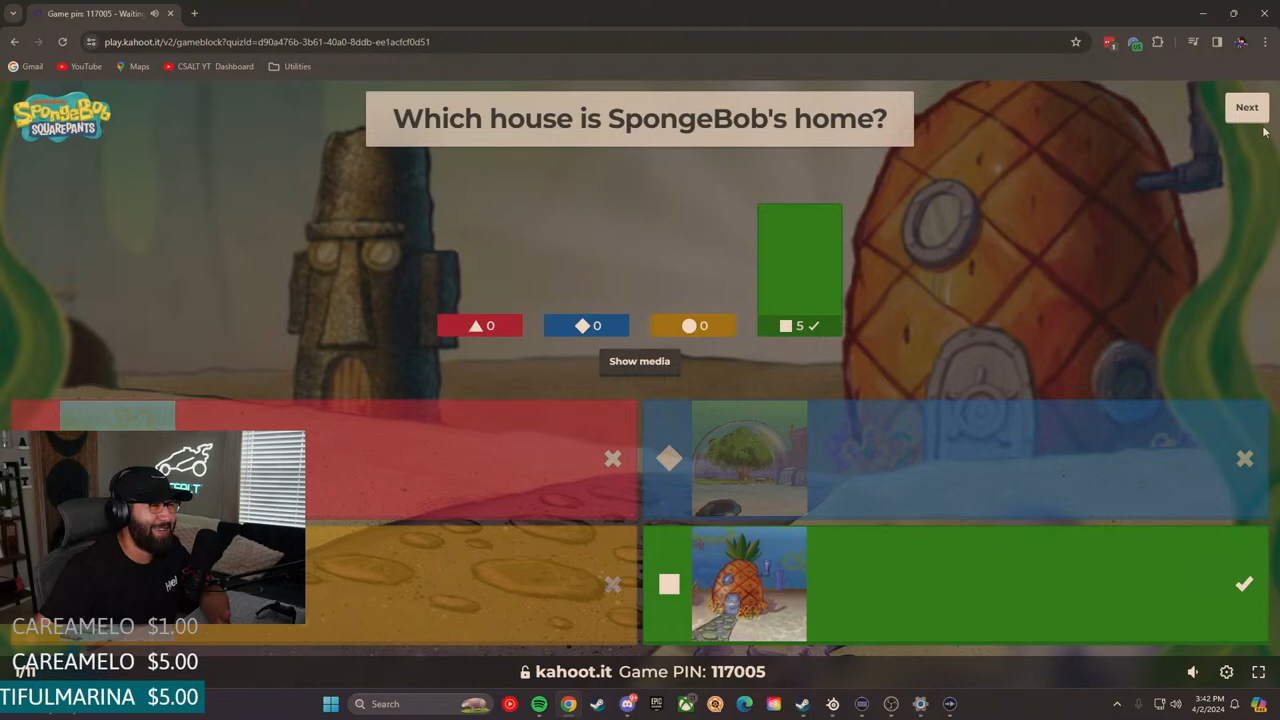 Game pin: 117005 - Waitin
play.kahoot.it/v2/gameblock?quizId=d90a476b-3b61-40a0-8ddb-ee1acfcf0d51
Gmail YouTube Maps CSALT YT Dashboard Utilities
SpongeBob
SQUAREPANTS
Which house is SpongeBob's home?
Next
0 0 0 5
Show media
CAREAMELO $1.00
CAREAMELO $5.00
1/11
kahoot.it Game PIN: 117005
TIFULMARINA $5.00
Search
3:42 PM
4/2/2024